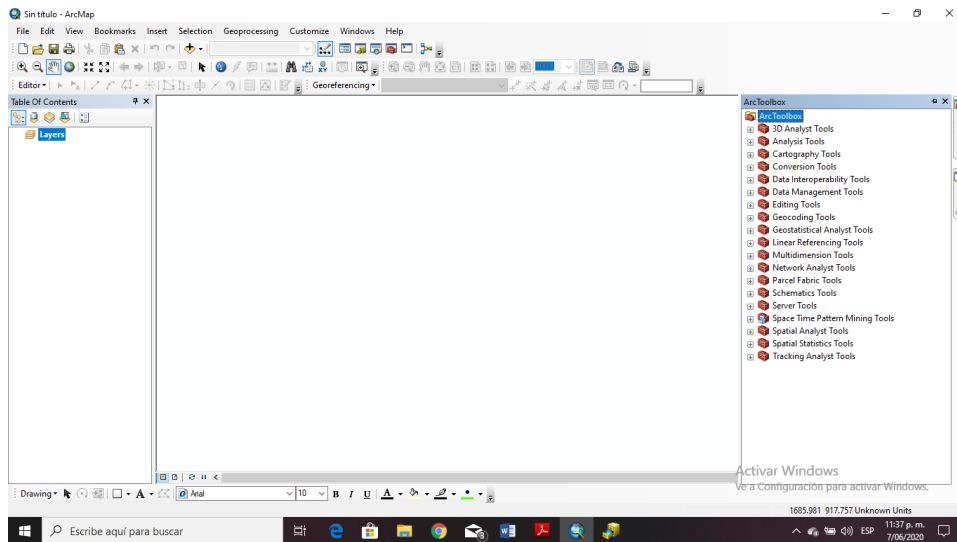 Sin título - ArcMap
File Edit View Bookmarks Insert Selection Geoprocessing Customize Windows Help
Editor
Georeferencing
Table Of Contents
Layers
ArcToolbox
ArcToolbox
3D Analyst Tools
Analysis Tools
Cartography Tools
Conversion Tools
Data Interoperability Tools
Data Management Tools
Editing Tools
Geocoding Tools
Geostatistical Analyst Tools
Linear Referencing Tools
Multidimension Tools
Network Analyst Tools
Parcel Fabric Tools
Schematics Tools
Server Tools
Space Time Pattern Mining Tools
Spatial Analyst Tools
Spatial Statistics Tools
Tracking Analyst Tools
Activar Windows
Ve a Configuración para activar Windows.
Drawing A Arial 10 B I U A
1685.981 917.757 Unknown Units
Escribe aquí para buscar
ESP
11:37 p. m.
7/06/2020